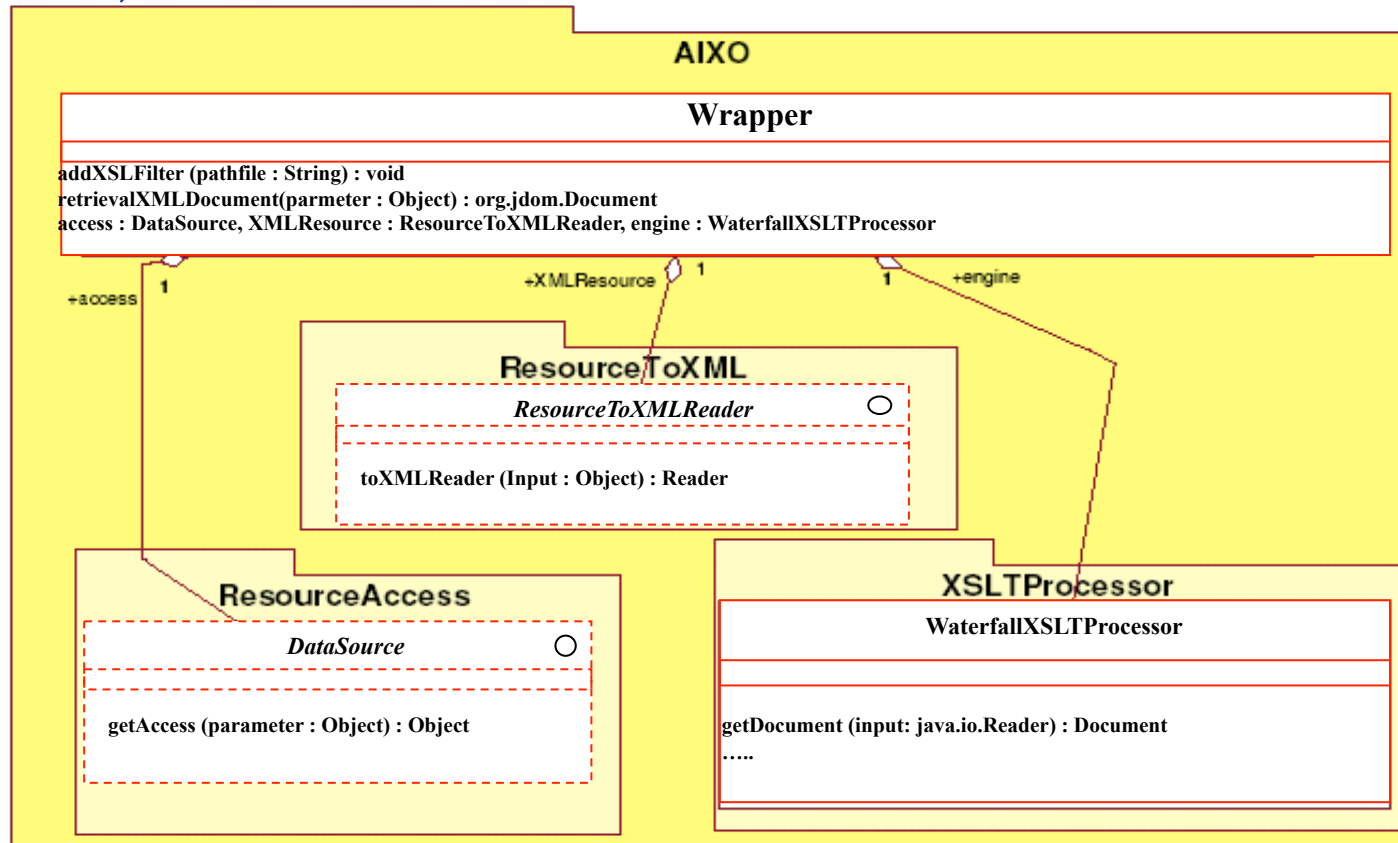 AIXO
Wrapper
addXSLFilter (pathfile : String) : void
retrievalXMLDocument(parmeter : Object) : org.jdom.Document
access : DataSource, XMLResource : ResourceToXMLReader, engine : WaterfallXSLTProcessor
+access
1
+XMLResource
1
1
+engine
ResourceToXML
ResourceToXMLReader
toXMLReader (Input : Object) : Reader
ResourceAccess
DataSource
getAccess (parameter : Object) : Object
XSLTProcessor
WaterfallXSLTProcessor
getDocument (input: java.io.Reader) : Document
…..